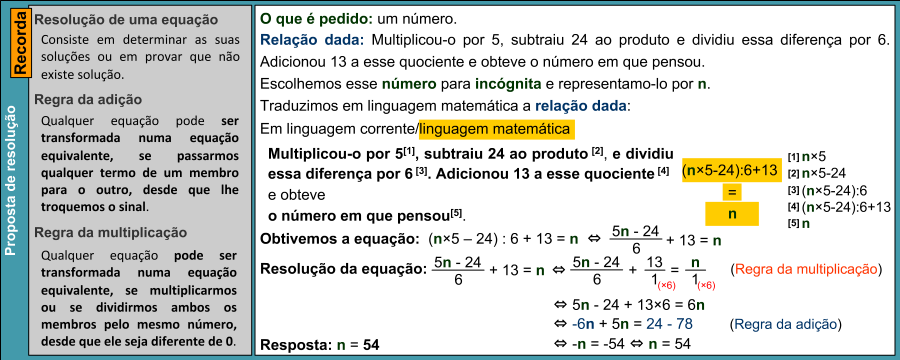 Proposta de resolução
Recorda
Resolução de uma equação
Consiste em determinar as suas
soluções ou em provar que não
existe solução.
Regra da adição
Qualquer equação pode ser
transformada numa equação
equivalente, se passarmos
qualquer termo de um membro
para o outro, desde que lhe
troquemos o sinal.
Regra da multiplicação
Qualquer equação pode ser
transformada numa equação
equivalente, se multiplicarmos
ou se dividirmos ambos os
membros pelo mesmo número,
desde que ele seja diferente de 0.
O que é pedido: um número.
Relação dada: Multiplicou-o por 5, subtraiu 24 ao produto e dividiu essa diferença por 6.
Adicionou 13 a esse quociente e obteve o número em que pensou.
Escolhemos esse número para incógnita e representamo-lo por n.
Traduzimos em linguagem matemática a relação dada:
Em linguagem corrente/linguagem matemática
Multiplicou-o por 5[1], subtraiu 24 ao produto [2], e dividiu
essa diferença por 6 [3]. Adicionou 13 a esse quociente [4]
e obteve
o número em que pensou[5].
(n×5-24):6+13
=
n
[1] n×5
[2] n×5-24
[3] (n×5-24):6
[4] (n×5-24):6+13
[5] n
Obtivemos a equação: (n×5 – 24) : 6 + 13 = n ⇔ (5n - 24)/6 + 13 = n
Resolução da equação: (5n - 24)/6 + 13 = n ⇔ (5n - 24)/6 + 13/1(×6) = n/1(×6) (Regra da multiplicação)
⇔ 5n - 24 + 13×6 = 6n
⇔ -6n + 5n = 24 - 78 (Regra da adição)
Resposta: n = 54 ⇔ -n = -54 ⇔ n = 54